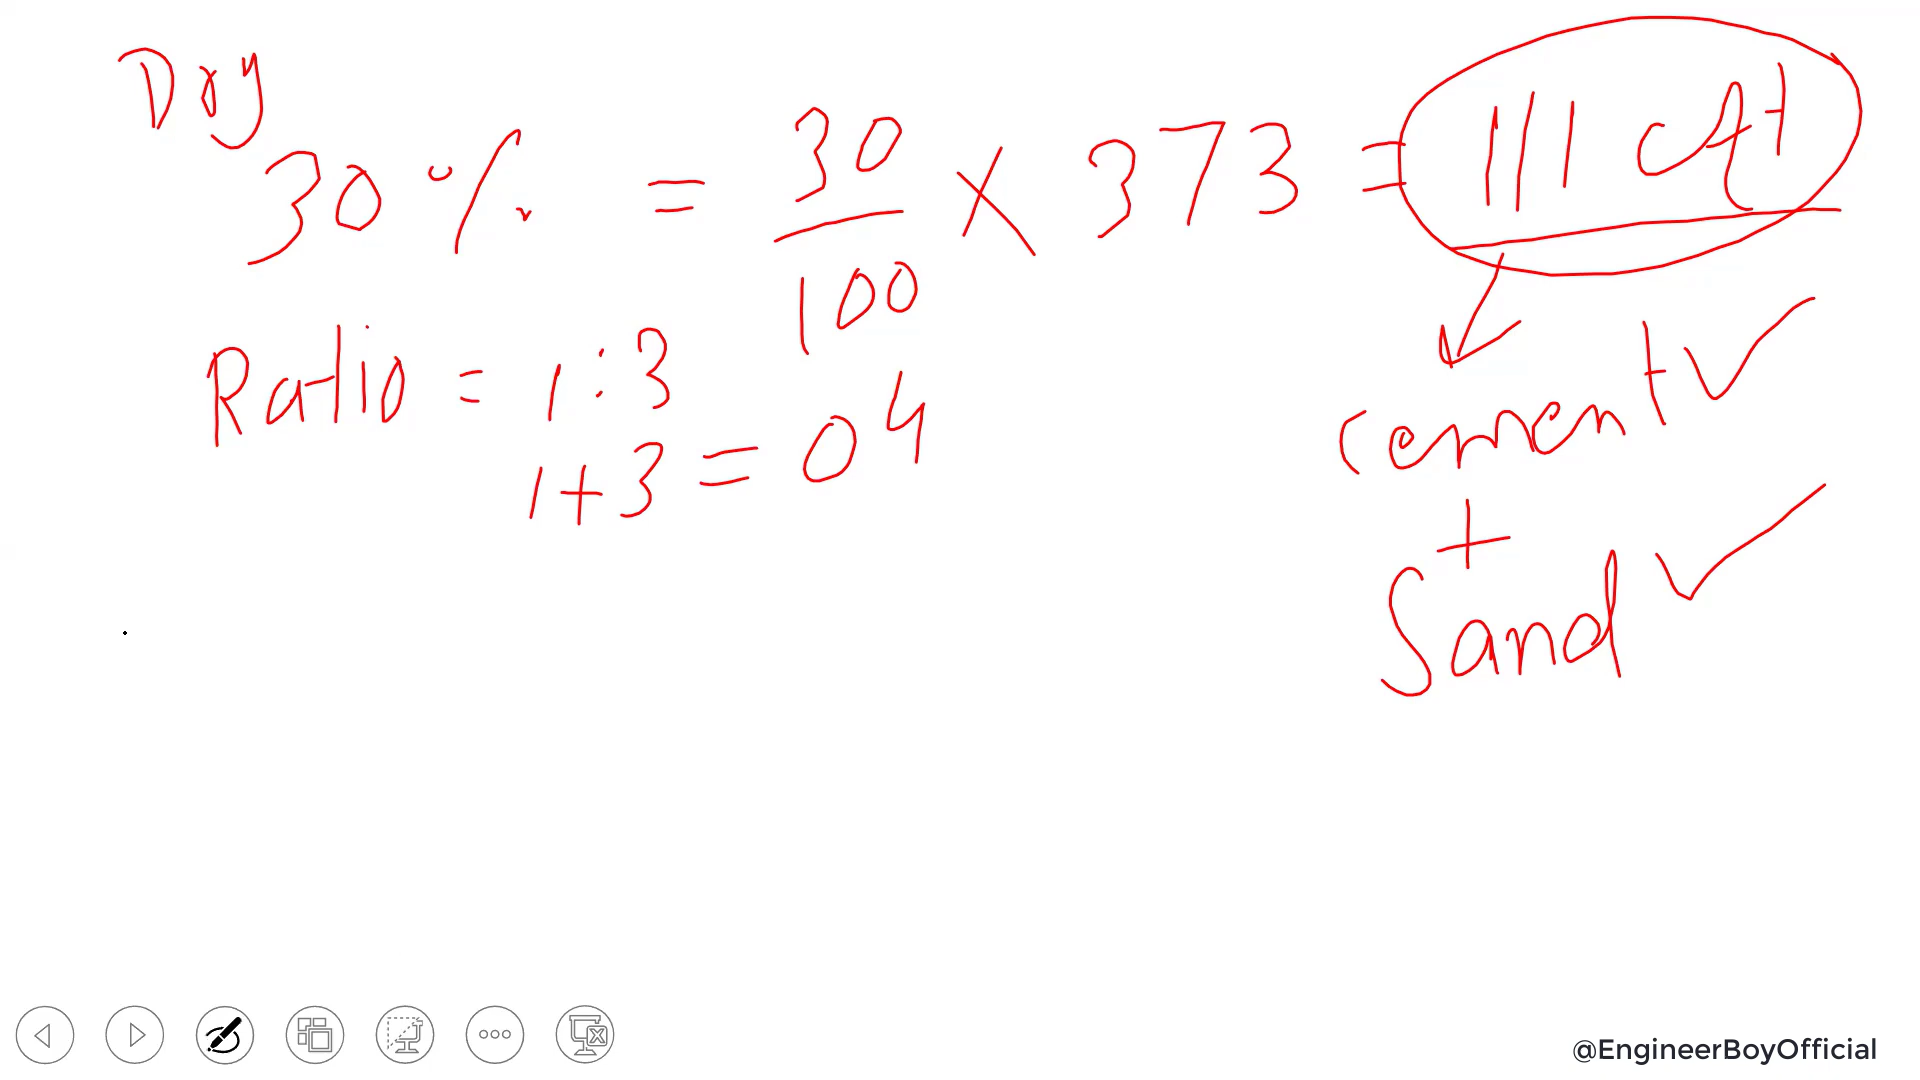 Dry
30% = 30/100 × 373 = 111 cft
Ratio = 1:3
1+3 = 04
cement ✓
+
Sand ✓
@EngineerBoyOfficial